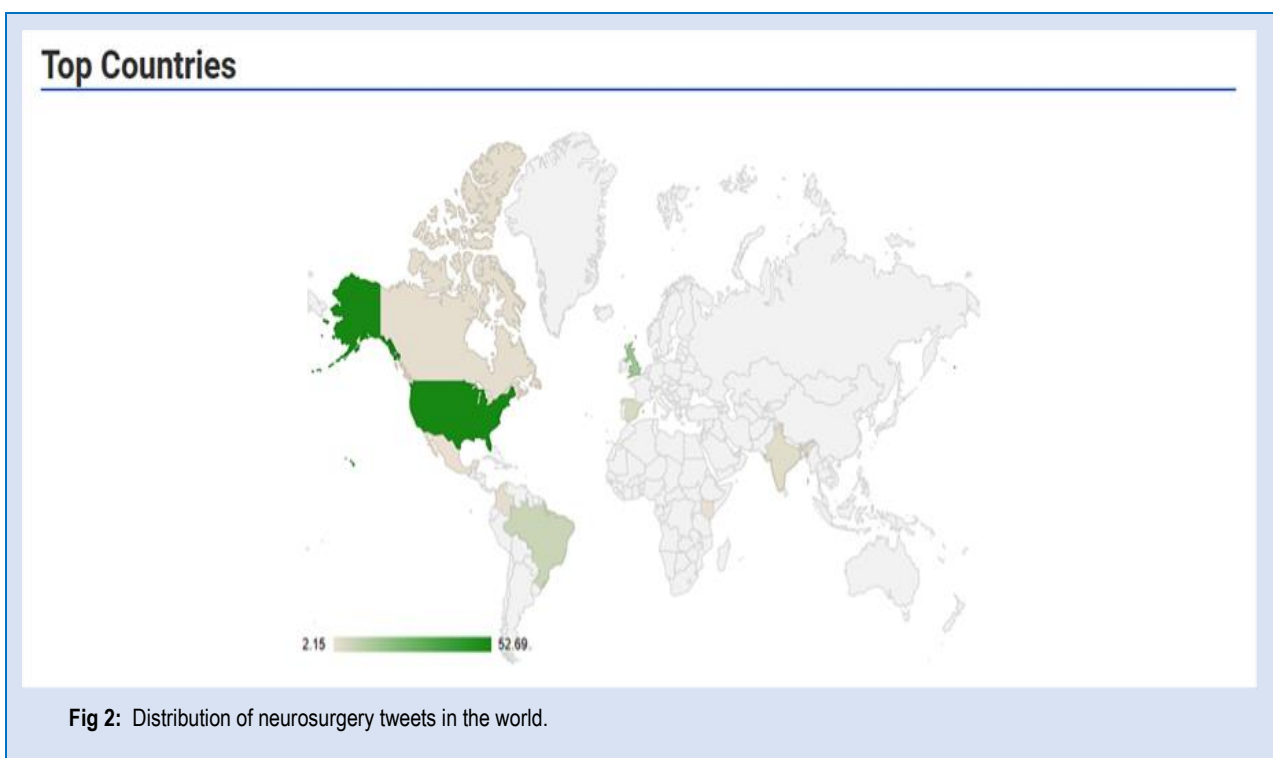 Top Countries
2.15 52.69
Fig 2: Distribution of neurosurgery tweets in the world.